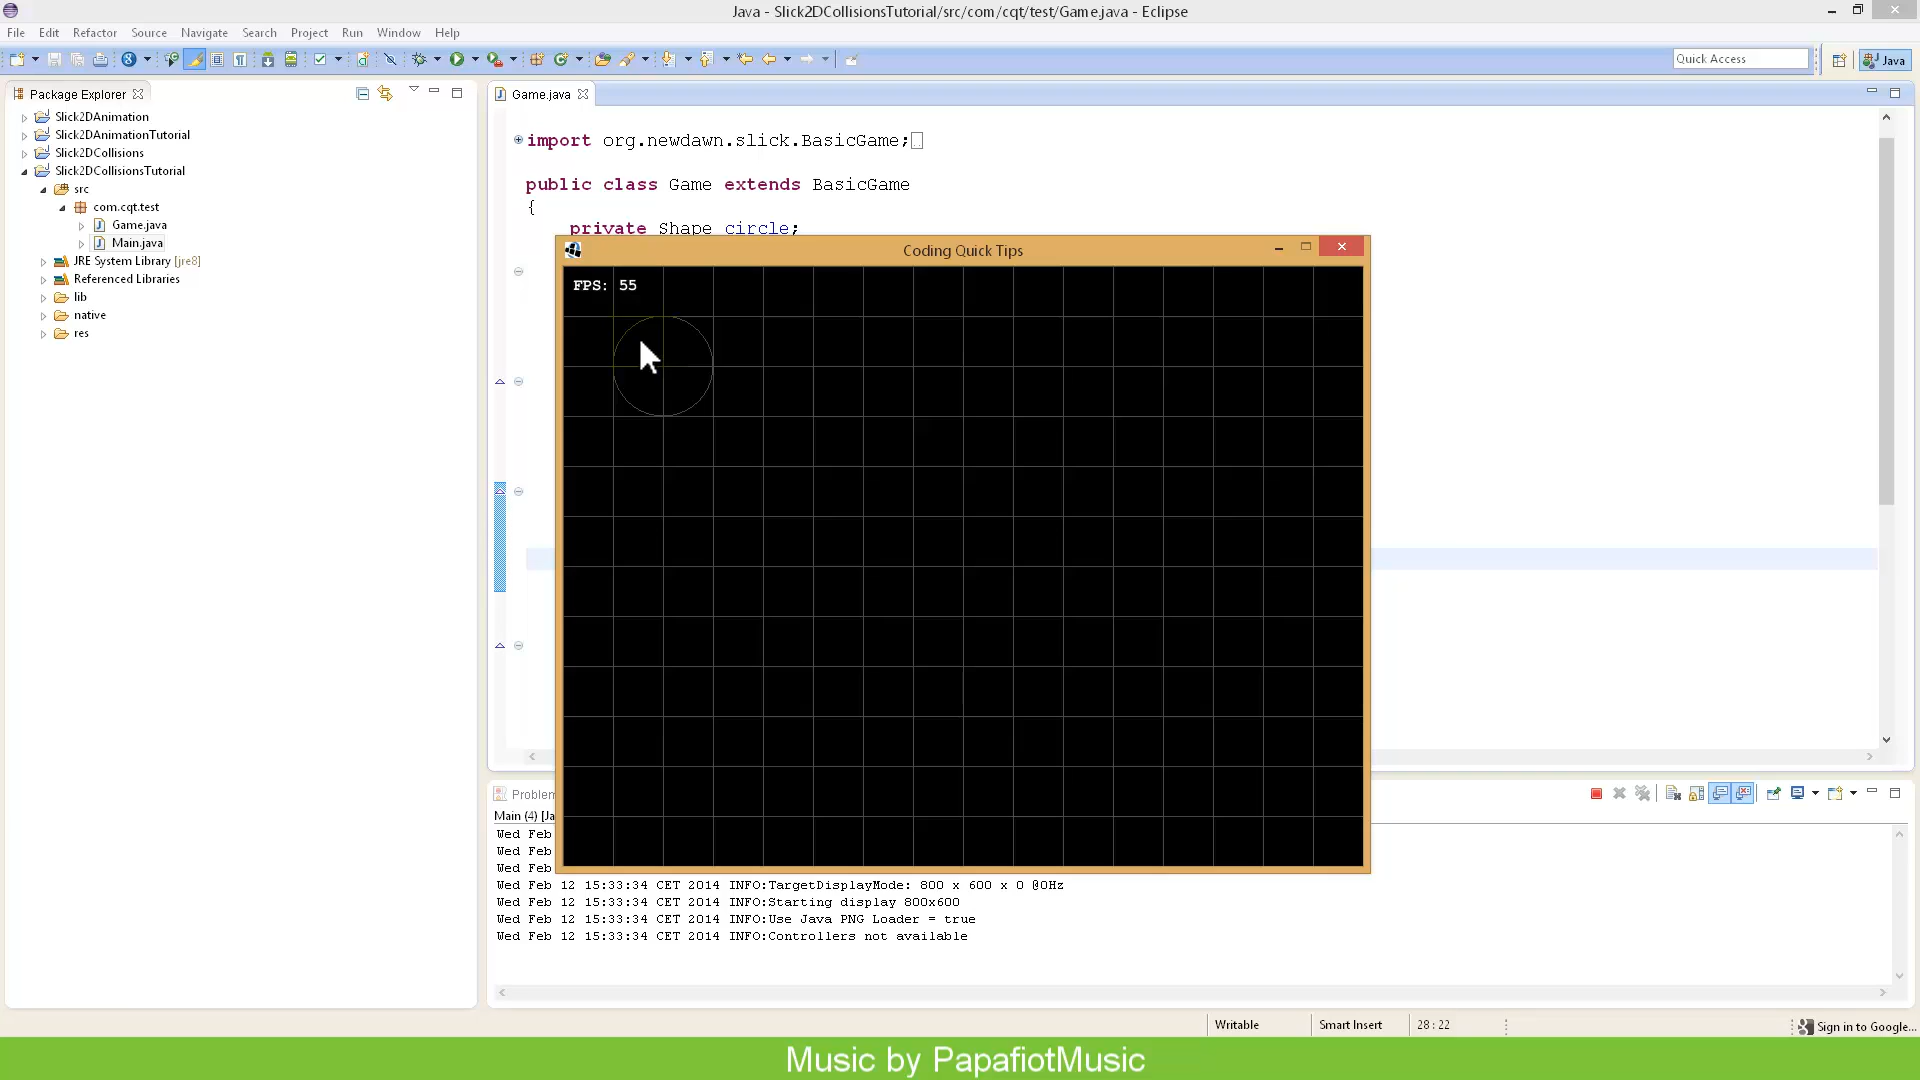 Java - Slick2DCollisionsTutorial/src/com/cqt/test/Game.java - Eclipse
File Edit Refactor Source Navigate Search Project Run Window Help
Quick Access
Java
Package Explorer
Game.java
Slick2DAnimation
Slick2DAnimationTutorial
Slick2DCollisions
Slick2DCollisionsTutorial
src
com.cqt.test
Game.java
Main.java
JRE System Library [jre8]
Referenced Libraries
lib
native
res
import org.newdawn.slick.BasicGame;
public class Game extends BasicGame
{
private Shape circle;
Coding Quick Tips
FPS: 55
Problem
Main (4) [Ja
Wed Feb
Wed Feb
Wed Feb
Wed Feb 12 15:33:34 CET 2014 INFO:TargetDisplayMode: 800 x 600 x 0 @0Hz
Wed Feb 12 15:33:34 CET 2014 INFO:Starting display 800x600
Wed Feb 12 15:33:34 CET 2014 INFO:Use Java PNG Loader = true
Wed Feb 12 15:33:34 CET 2014 INFO:Controllers not available
Writable Smart Insert 28 : 22
Sign in to Google...
Music by PapafiotMusic